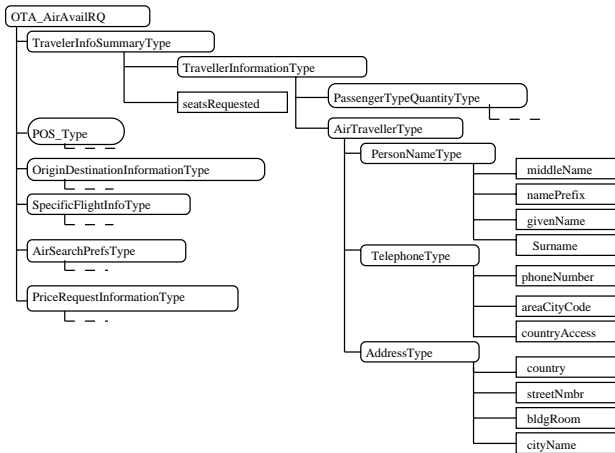 OTA_AirAvailRQ
TravelerInfoSummaryType
TravellerInformationType
seatsRequested
PassengerTypeQuantityType
AirTravellerType
POS_Type
PersonNameType
OriginDestinationInformationType
middleName
namePrefix
SpecificFlightInfoType
givenName
Surname
AirSearchPrefsType
TelephoneType
phoneNumber
PriceRequestInformationType
areaCityCode
countryAccess
AddressType
country
streetNmbr
bldgRoom
cityName